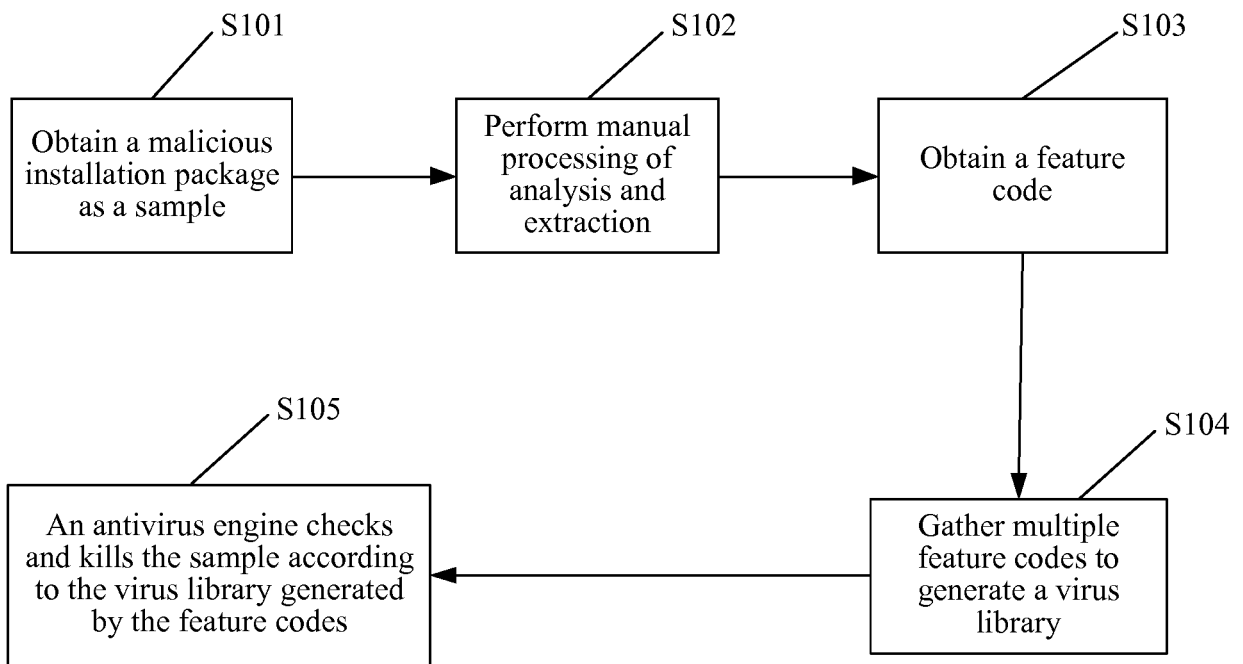 S101
Obtain a malicious
installation package
as a sample
S102
Perform manual
processing of
analysis and
extraction
S103
Obtain a feature
code
S104
Gather multiple
feature codes to
generate a virus
library
S105
An antivirus engine checks
and kills the sample according
to the virus library generated
by the feature codes